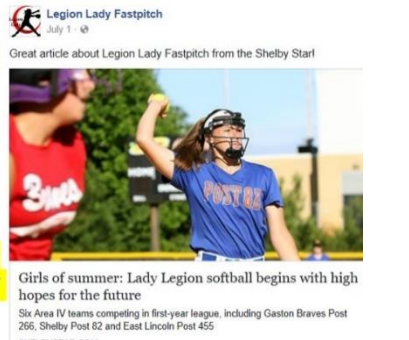 Legion Lady Fastpitch
July 1
Great article about Legion Lady Fastpitch from the Shelby Star!
Braves
HOME
POST 82
Girls of summer: Lady Legion softball begins with high
hopes for the future
Six Area IV teams competing in first-year league, including Gaston Braves Post
266, Shelby Post 82 and East Lincoln Post 455